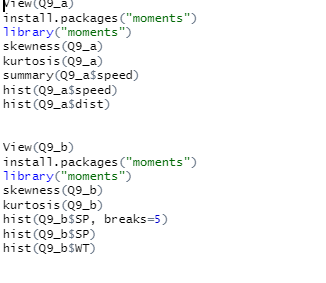 View(Q9_a)
install.packages("moments")
library("moments")
skewness(Q9_a)
kurtosis(Q9_a)
summary(Q9_a$speed)
hist(Q9_a$speed)
hist(Q9_a$dist)
View(Q9_b)
install.packages("moments")
library("moments")
skewness(Q9_b)
kurtosis(Q9_b)
hist(Q9_b$SP, breaks=5)
hist(Q9_b$SP)
hist(Q9_b$WT)